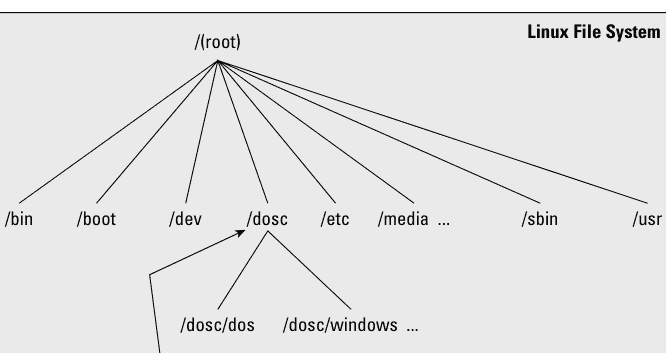 Linux File System
/(root)
/bin /boot /dev /dosc /etc /media ... /sbin /usr
/dosc/dos /dosc/windows ...